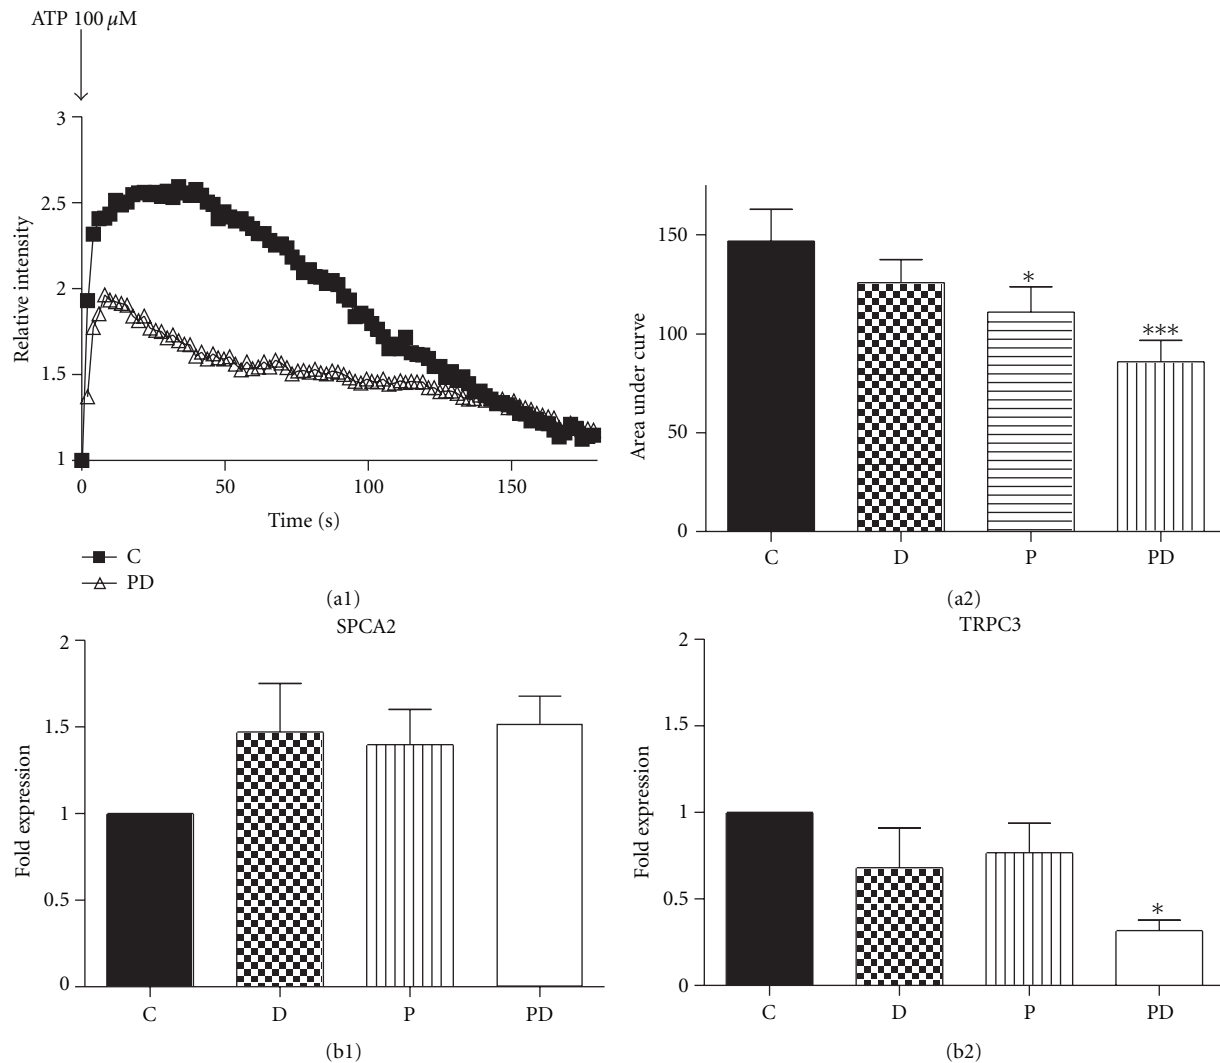 ATP 100 μM
3
2.5
2
1.5
1
Relative intensity
0
50
100
150
Time (s)
C
PD
(a1)
150
100
50
0
Area under curve
*
***
C
D
P
PD
(a2)
SPCA2
2
1.5
1
0.5
0
Fold expression
C
D
P
PD
(b1)
TRPC3
2
1.5
1
0.5
0
Fold expression
*
C
D
P
PD
(b2)